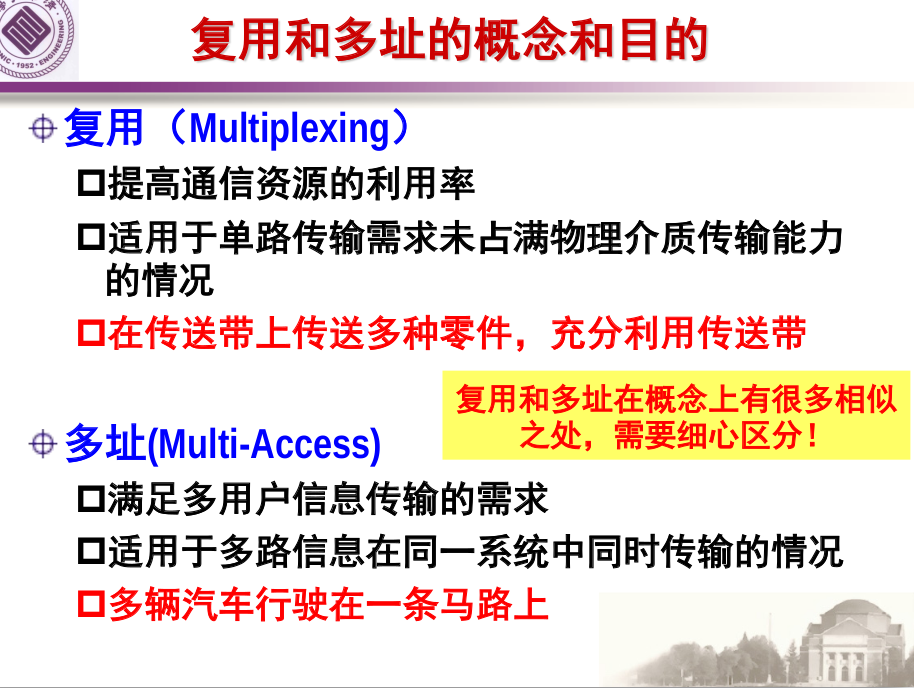 复用和多址的概念和目的
NIC · 1952 · ENGINEERING
复用（Multiplexing）
提高通信资源的利用率
适用于单路传输需求未占满物理介质传输能力
的情况
在传送带上传送多种零件，充分利用传送带
复用和多址在概念上有很多相似
之处，需要细心区分！
多址(Multi-Access)
满足多用户信息传输的需求
适用于多路信息在同一系统中同时传输的情况
多辆汽车行驶在一条马路上